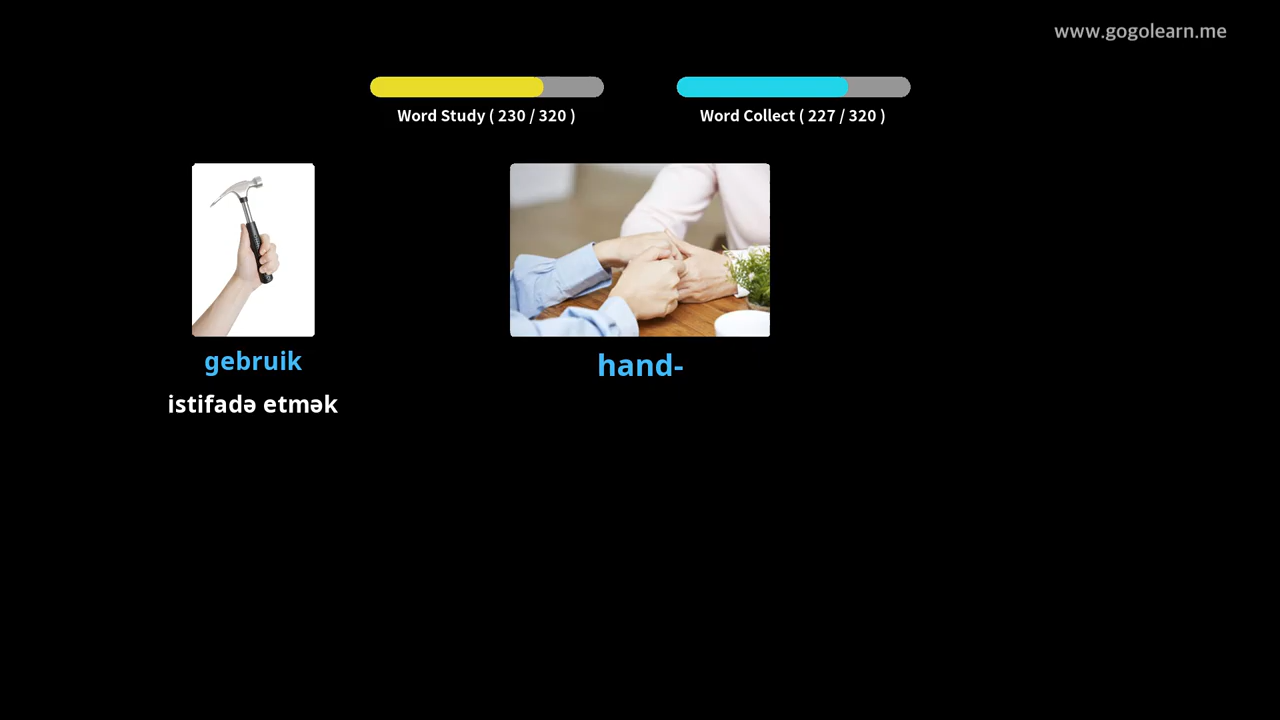 www.gogolearn.me
Word Study ( 230 / 320 )
Word Collect ( 227 / 320 )
gebruik
hand-
istifadə etmək